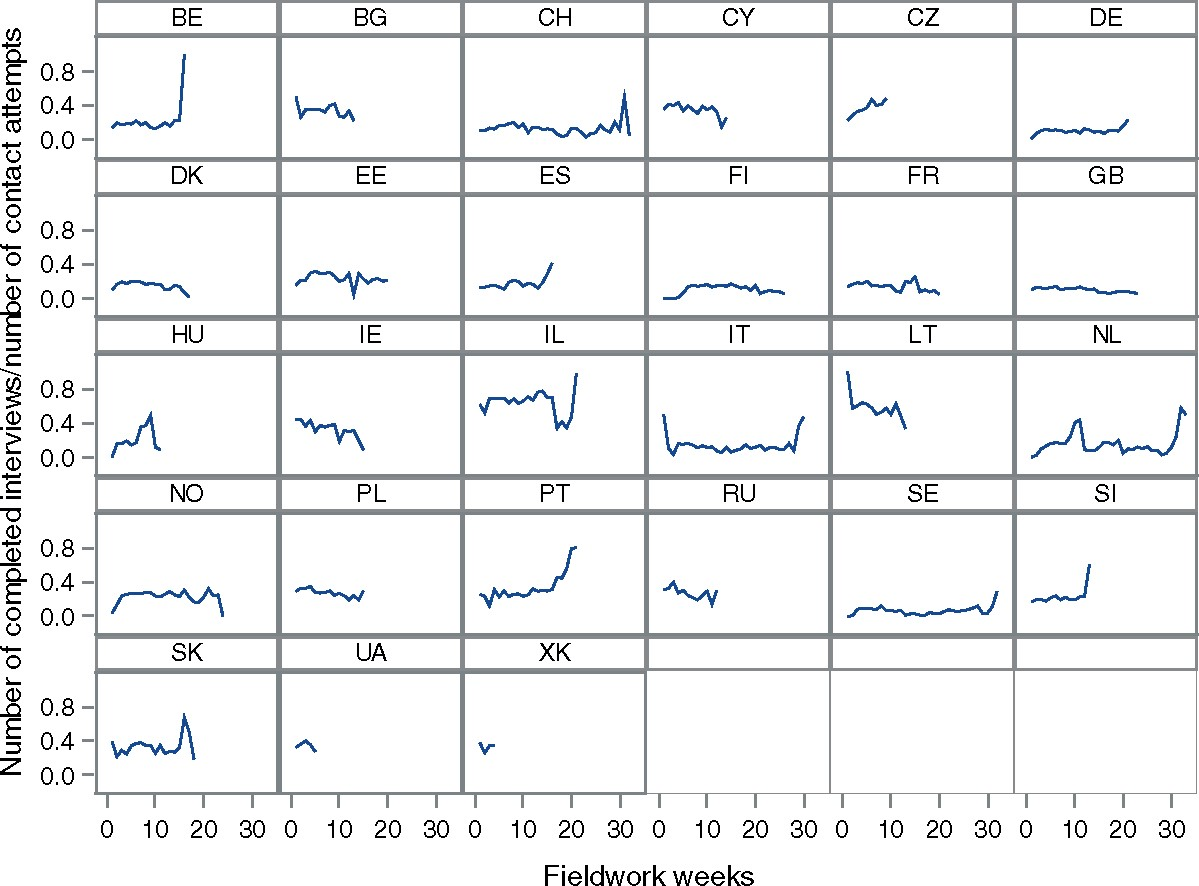 Number of completed interviews/number of contact attempts
BE BG CH CY CZ DE
0.8
0.4
0.0
DK EE ES FI FR GB
0.8
0.4
0.0
HU IE IL IT LT NL
0.8
0.4
0.0
NO PL PT RU SE SI
0.8
0.4
0.0
SK UA XK
0.8
0.4
0.0
0 10 20 30 0 10 20 30 0 10 20 30 0 10 20 30 0 10 20 30 0 10 20 30
Fieldwork weeks